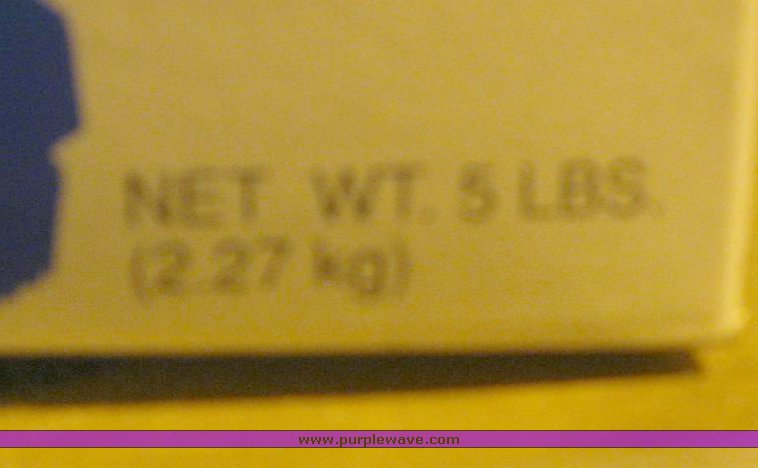 NET WT. 5 LBS.
(2.27 kg)
www.purplewave.com